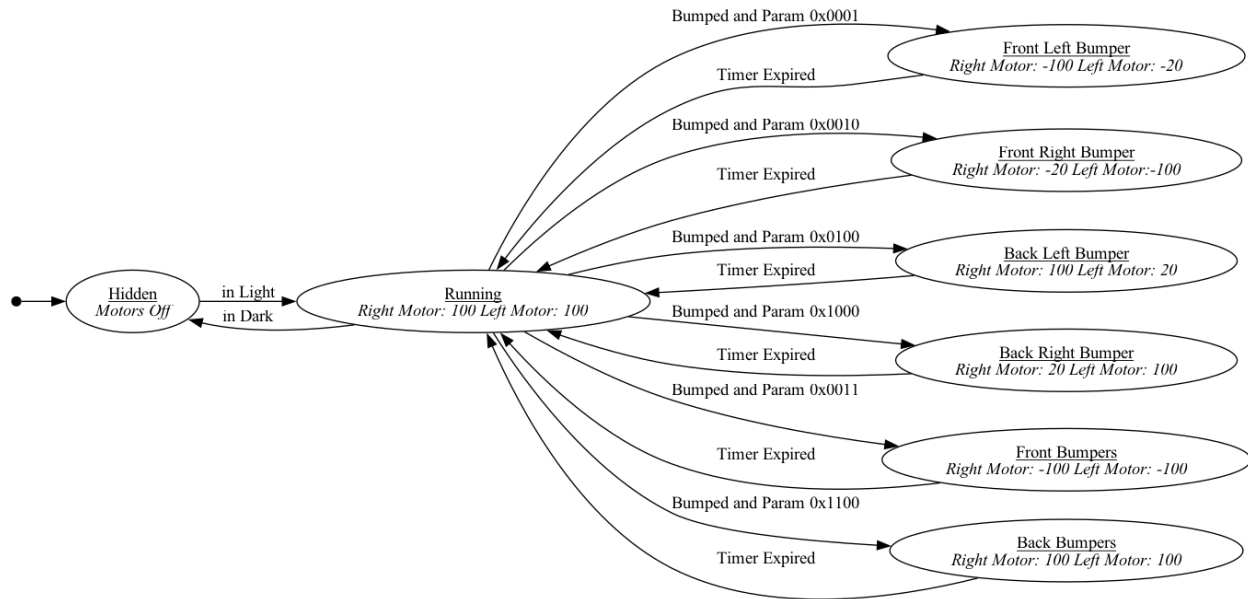 Bumped and Param 0x0001
Front Left Bumper
Right Motor: -100 Left Motor: -20
Timer Expired
Bumped and Param 0x0010
Front Right Bumper
Right Motor: -20 Left Motor:-100
Timer Expired
Bumped and Param 0x0100
Back Left Bumper
Right Motor: 100 Left Motor: 20
Timer Expired
Hidden
Motors Off
in Light
in Dark
Running
Right Motor: 100 Left Motor: 100
Bumped and Param 0x1000
Back Right Bumper
Right Motor: 20 Left Motor: 100
Timer Expired
Bumped and Param 0x0011
Front Bumpers
Right Motor: -100 Left Motor: -100
Timer Expired
Bumped and Param 0x1100
Back Bumpers
Right Motor: 100 Left Motor: 100
Timer Expired